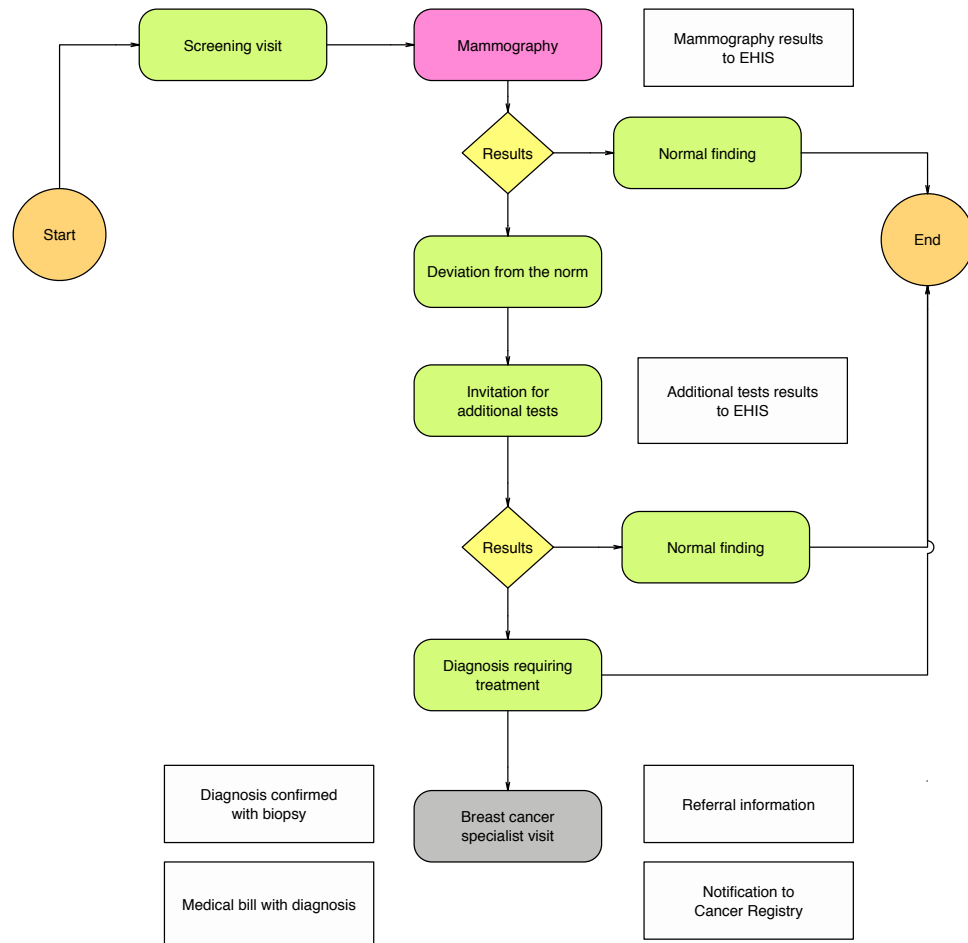 Screening visit
Mammography
Mammography results
to EHIS
Results
Normal finding
Start
End
Deviation from the norm
Invitation for
additional tests
Additional tests results
to EHIS
Results
Normal finding
Diagnosis requiring
treatment
Diagnosis confirmed
with biopsy
Breast cancer
specialist visit
Referral information
Medical bill with diagnosis
Notification to
Cancer Registry